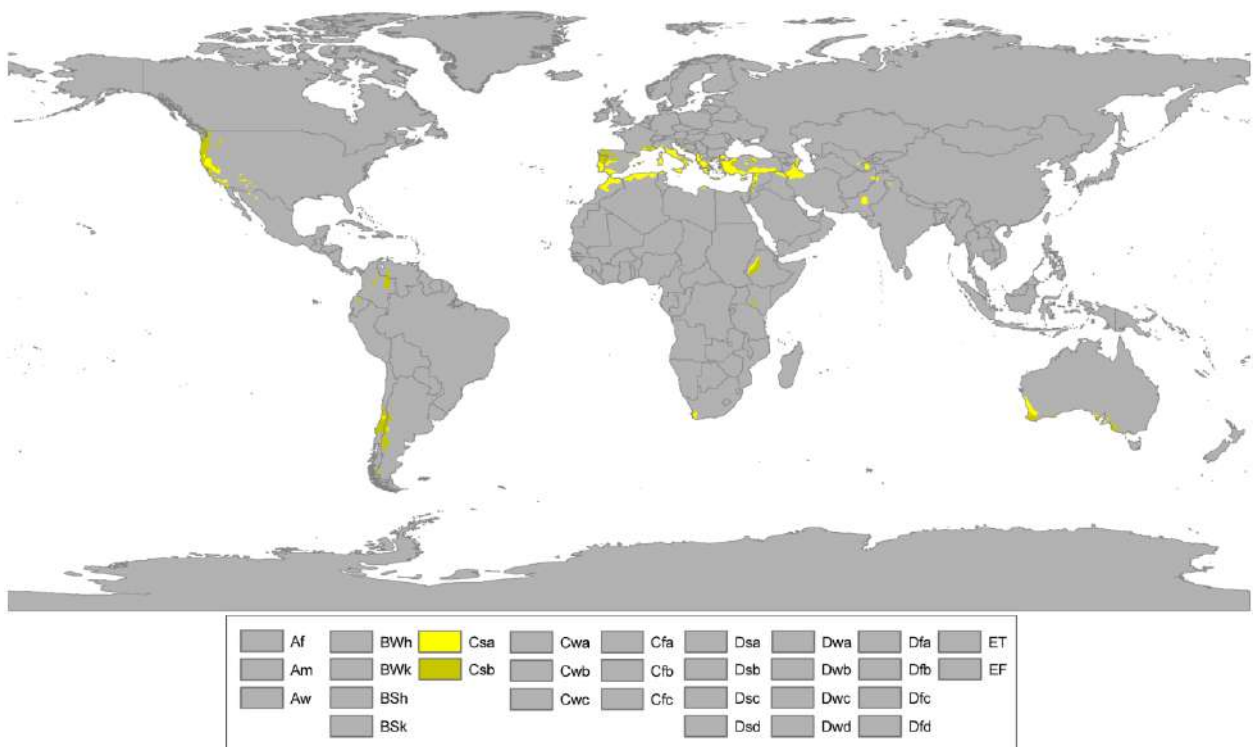 Af BWh Csa Cwa Cfa Dsa Dwa Dfa ET
Am BWk Csb Cwb Cfb Dsb Dwb Dfb EF
Aw BSh Cwc Cfc Dsc Dwc Dfc
BSk Dsd Dwd Dfd